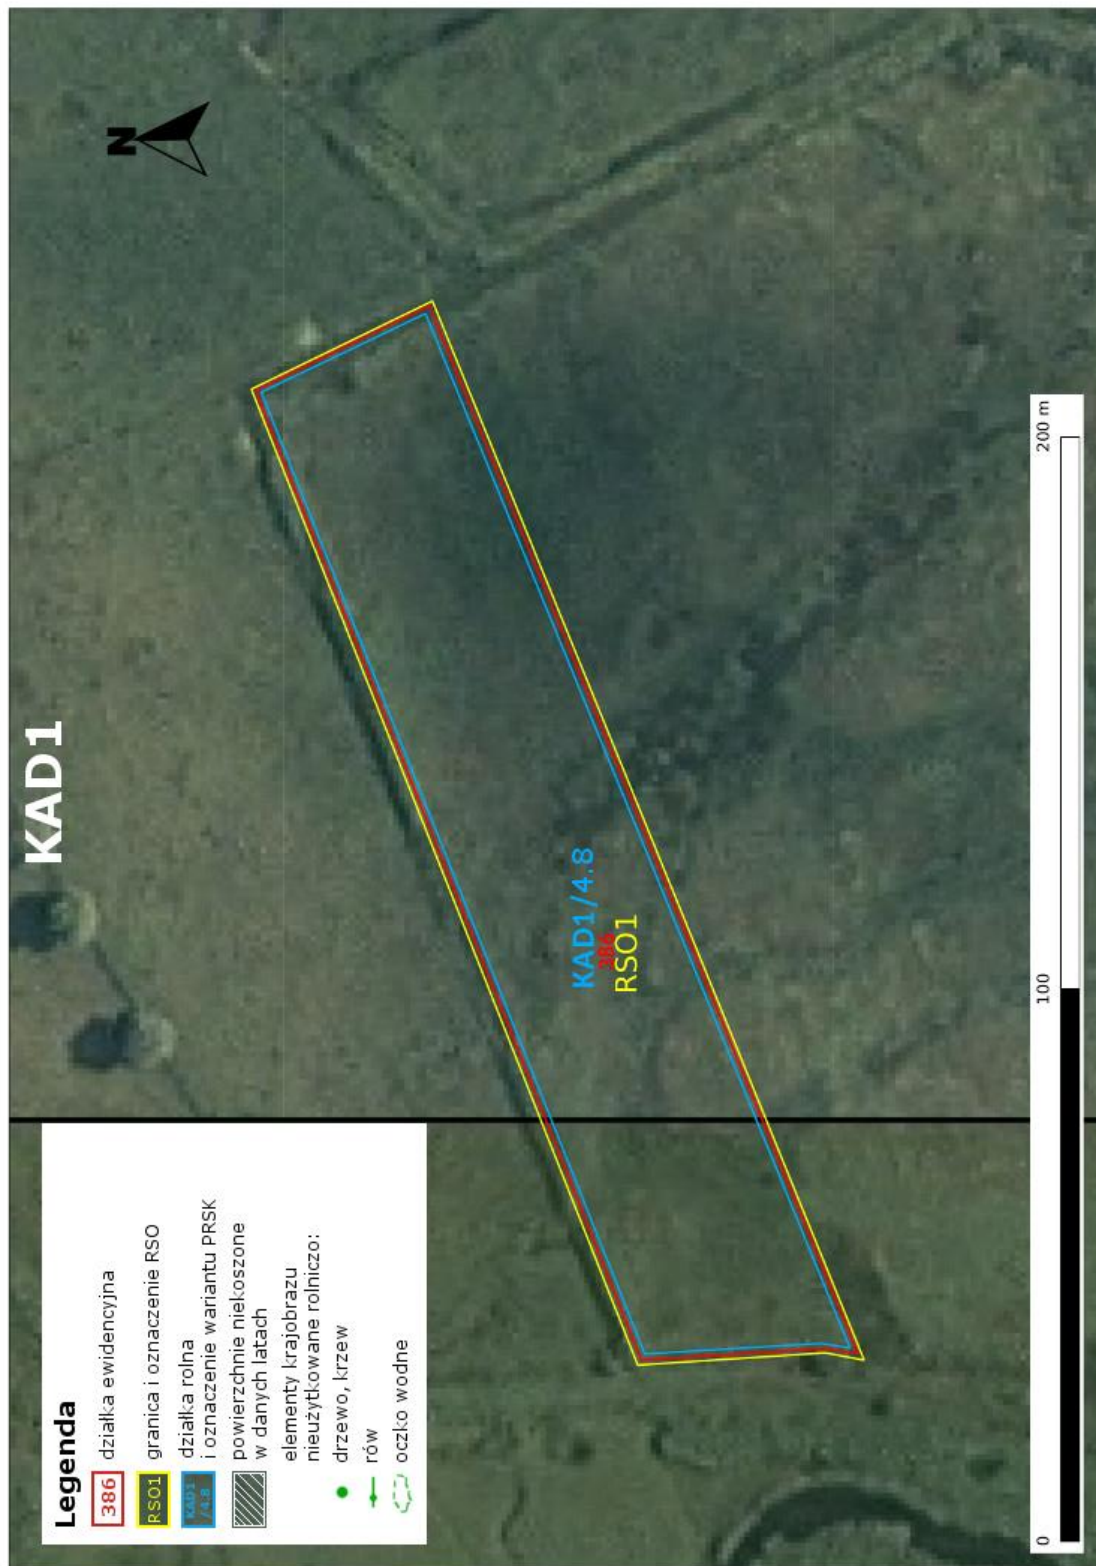 KAD1
N
Legenda
386 działka ewidencyjna
RSO1 granica i oznaczenie RSO
KAD1
/4.8
działka rolna
i oznaczenie wariantu PRSK
powierzchnie niekoszone
w danych latach
elementy krajobrazu
nieużytkowane rolniczo:
drzewo, krzew
rów
oczko wodne
KAD1/4.8
386
RSO1
0 100 200 m